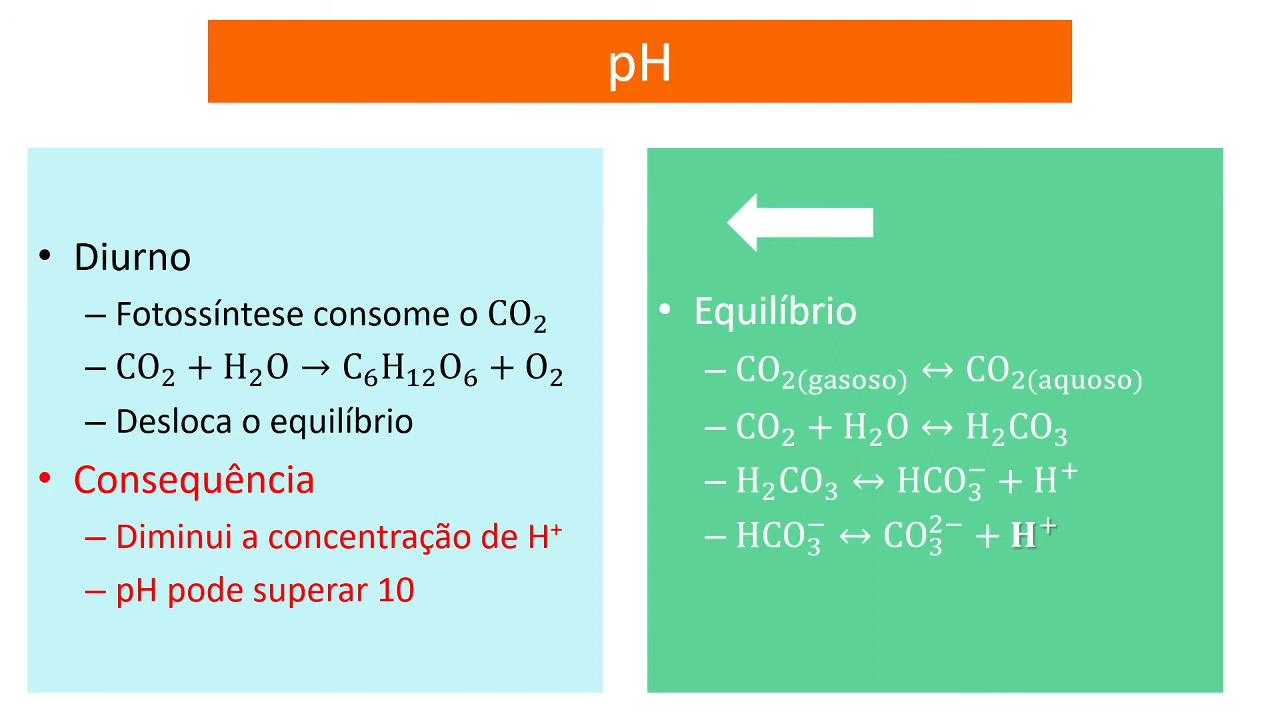 pH
• Diurno
– Fotossíntese consome o CO₂
– CO₂ + H₂O → C₆H₁₂O₆ + O₂
– Desloca o equilíbrio
• Consequência
– Diminui a concentração de H⁺
– pH pode superar 10
• Equilíbrio
– CO₂₍gasoso₎ ↔ CO₂₍aquoso₎
– CO₂ + H₂O ↔ H₂CO₃
– H₂CO₃ ↔ HCO₃⁻ + H⁺
– HCO₃⁻ ↔ CO₃²⁻ + H⁺